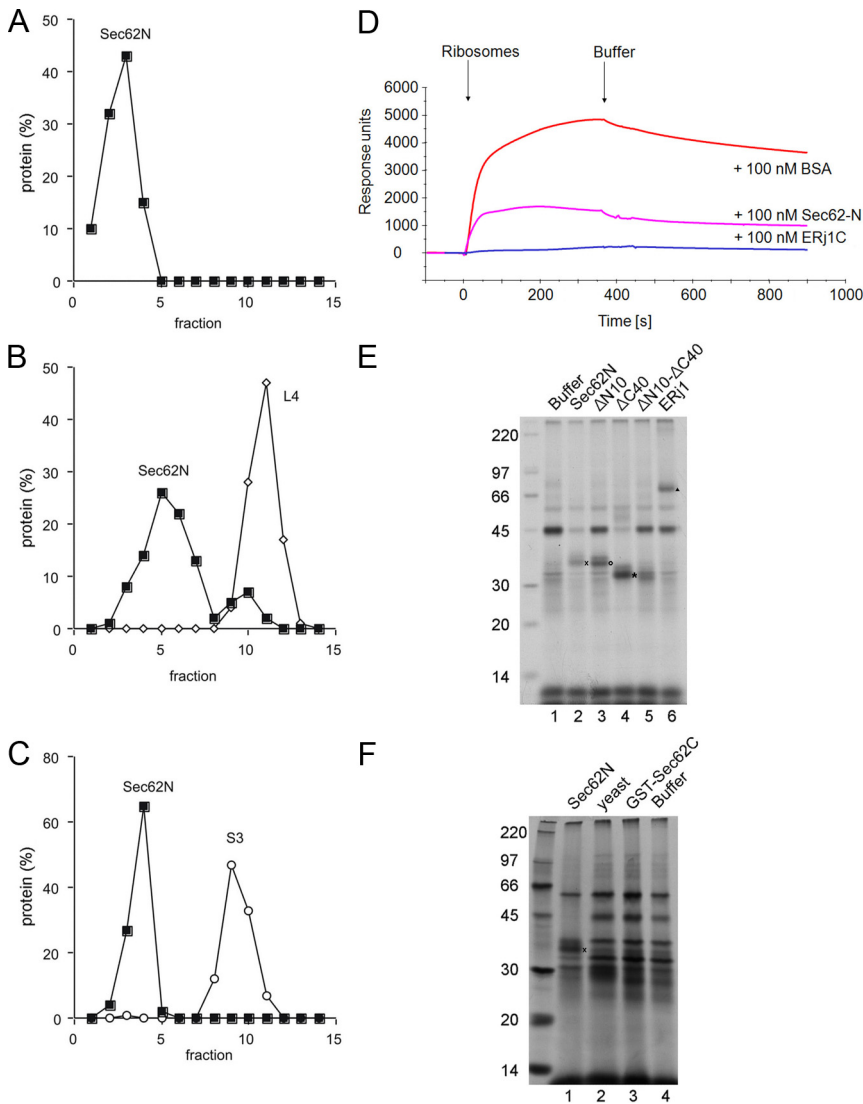 A
Sec62N
50
40
30
20
10
0
protein (%)
0 5 10 15
fraction
B
Sec62N
L4
50
40
30
20
10
0
protein (%)
0 5 10 15
fraction
C
Sec62N
S3
80
60
40
20
0
protein (%)
0 5 10 15
fraction
D
Ribosomes
Buffer
6000
5000
4000
3000
2000
1000
0
Response units
+ 100 nM BSA
+ 100 nM Sec62-N
+ 100 nM ERj1C
0 200 400 600 800 1000
Time [s]
E
Buffer
Sec62N
ΔN10
ΔC40
ΔN10-ΔC40
ERj1
220
97
66
45
30
20
14
x
o
*
1 2 3 4 5 6
F
Sec62N
yeast
GST-Sec62C
Buffer
220
97
66
45
30
20
14
x
1 2 3 4